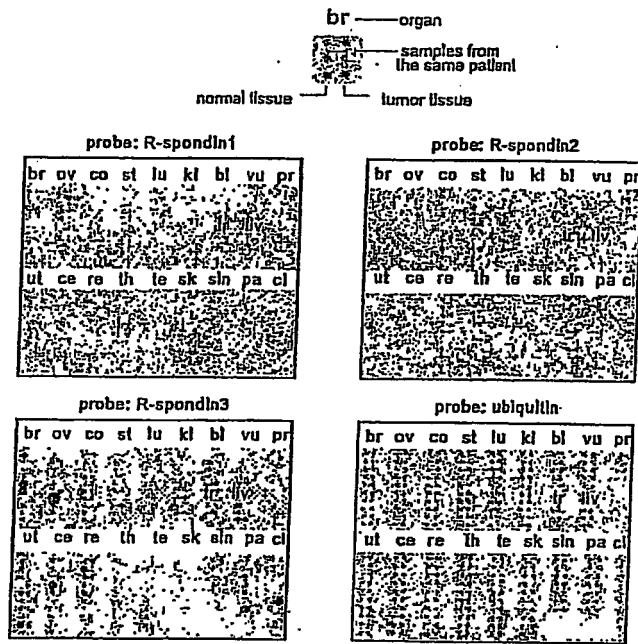 br
organ
samples from
the same patient
normal tissue
tumor tissue
probe: R-spondin1
br ov co st lu ki bl vu pr
liv
ut ce re th te sk sin pa cl
probe: R-spondin2
br ov co st lu ki bl vu pr
liv
ut ce re th te sk sin pa cl
probe: R-spondin3
br ov co st lu ki bl vu pr
liv
ut ce re th te sk sin pa cl
probe: ubiquitin
br ov co st lu ki bl vu pr
liv
ut ce re th te sk sin pa cl